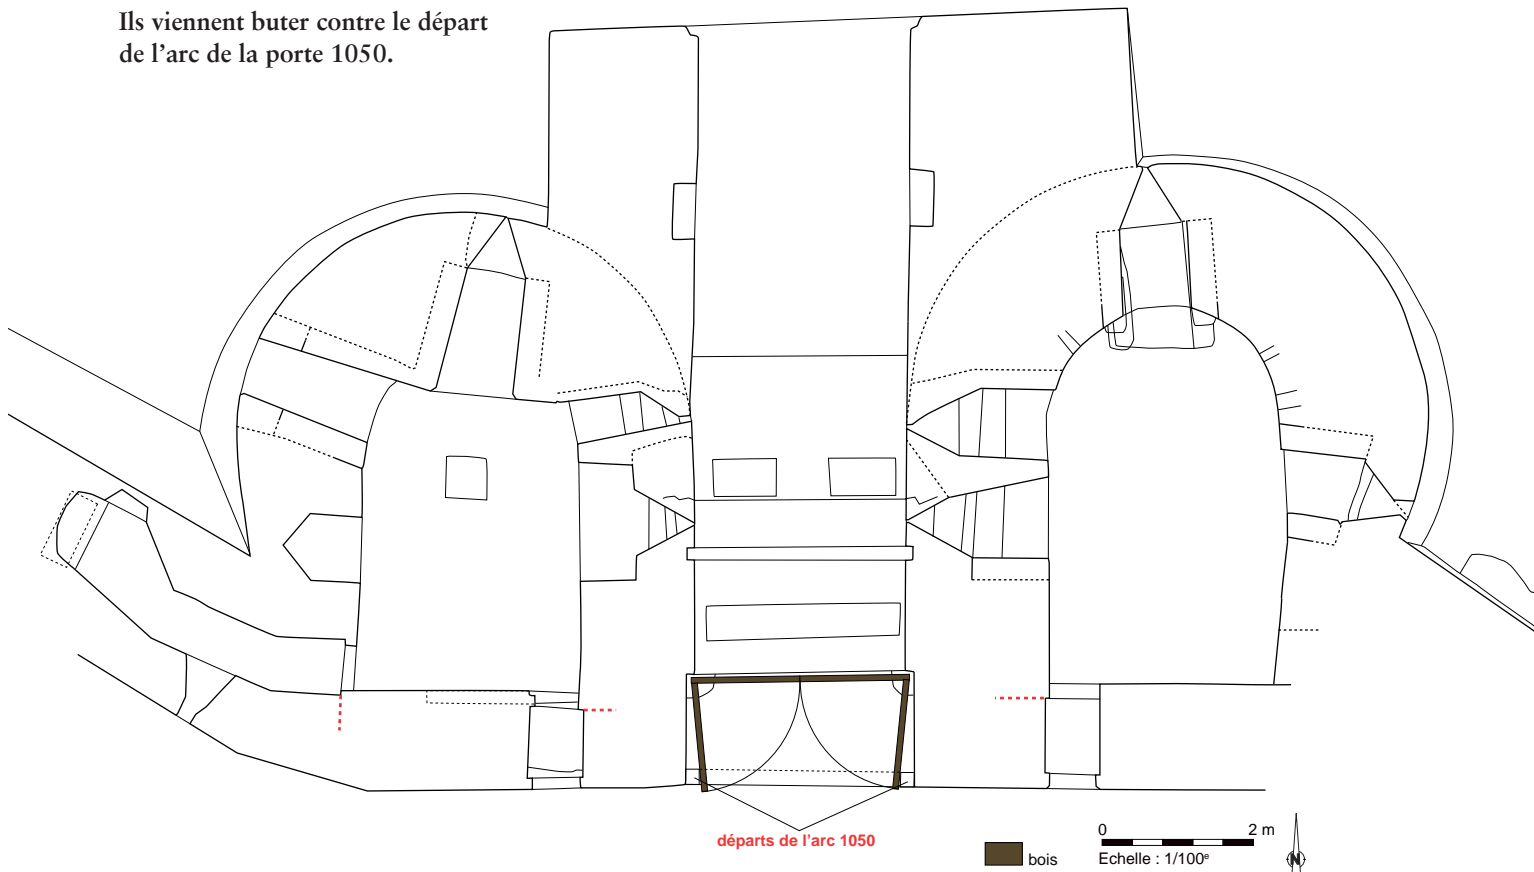 Ils viennent buter contre le départ
de l’arc de la porte 1050.
départs de l’arc 1050
bois
0 2 m
Echelle : 1/100e
N